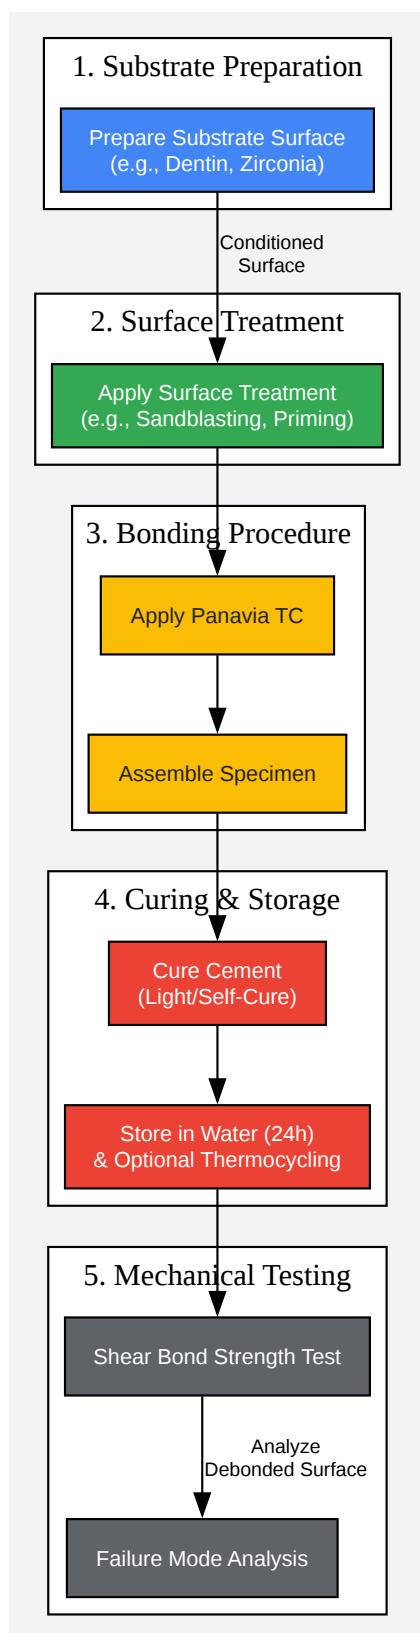 1. Substrate Preparation
Prepare Substrate Surface
(e.g., Dentin, Zirconia)
Conditioned
Surface
2. Surface Treatment
Apply Surface Treatment
(e.g., Sandblasting, Priming)
3. Bonding Procedure
Apply Panavia TC
Assemble Specimen
4. Curing & Storage
Cure Cement
(Light/Self-Cure)
Store in Water (24h)
& Optional Thermocycling
5. Mechanical Testing
Shear Bond Strength Test
Analyze
Debonded Surface
Failure Mode Analysis